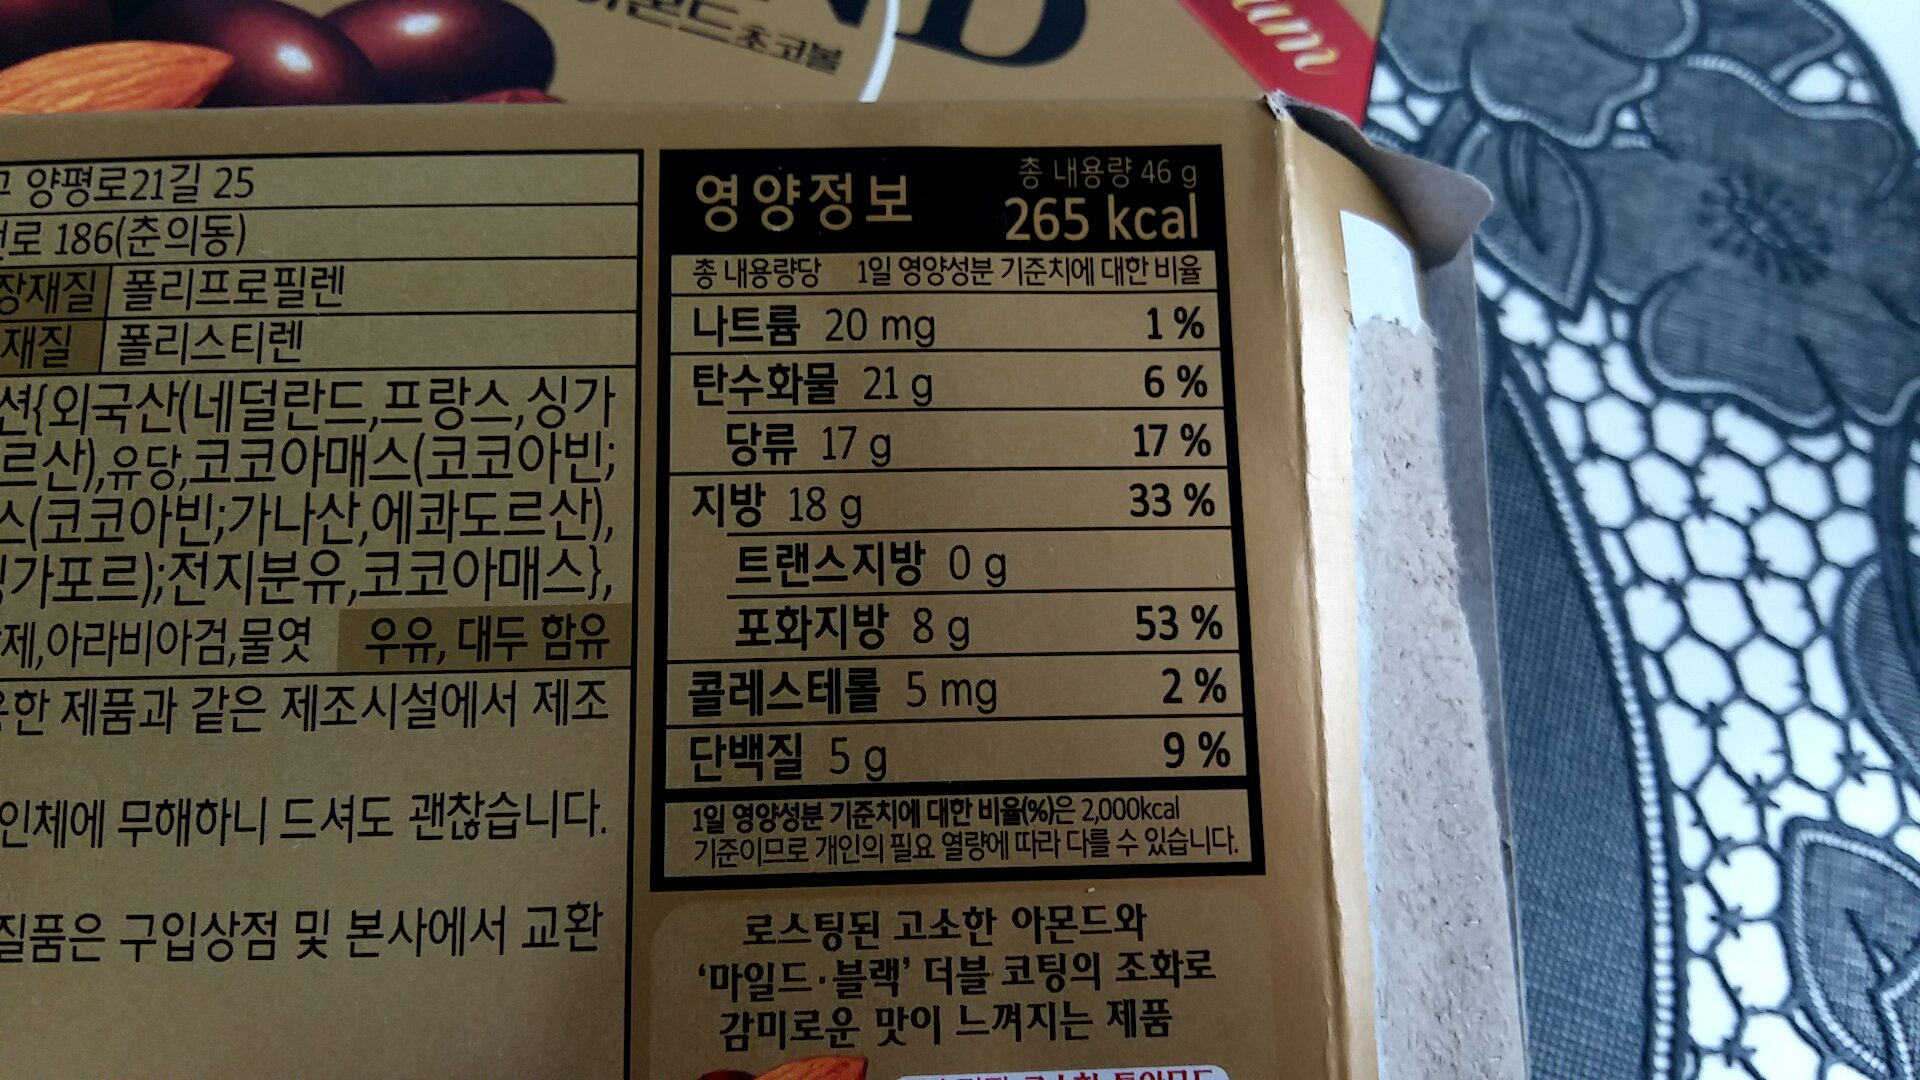 아몬드초코볼
ND
um
양평로21길 25
186(춘의동)
폴리프로필렌
재질 폴리스티렌
{외국산(네덜란드,프랑스,싱가
르산),유당,코코아매스(코코아빈;
스(코코아빈;가나산,에콰도르산),
가포르);전지분유,코코아매스},
제,아라비아검,물엿 우유, 대두 함유
한 제품과 같은 제조시설에서 제조
인체에 무해하니 드셔도 괜찮습니다.
질품은 구입상점 및 본사에서 교환
영양정보
총 내용량 46 g
265 kcal
총 내용량당 1일 영양성분 기준치에 대한 비율
나트륨 20 mg 1 %
탄수화물 21 g 6 %
당류 17 g 17 %
지방 18 g 33 %
트랜스지방 0 g
포화지방 8 g 53 %
콜레스테롤 5 mg 2 %
단백질 5 g 9 %
1일 영양성분 기준치에 대한 비율(%)은 2,000kcal
기준이므로 개인의 필요 열량에 따라 다를 수 있습니다.
로스팅된 고소한 아몬드와
‘마일드·블랙’ 더블 코팅의 조화로
감미로운 맛이 느껴지는 제품